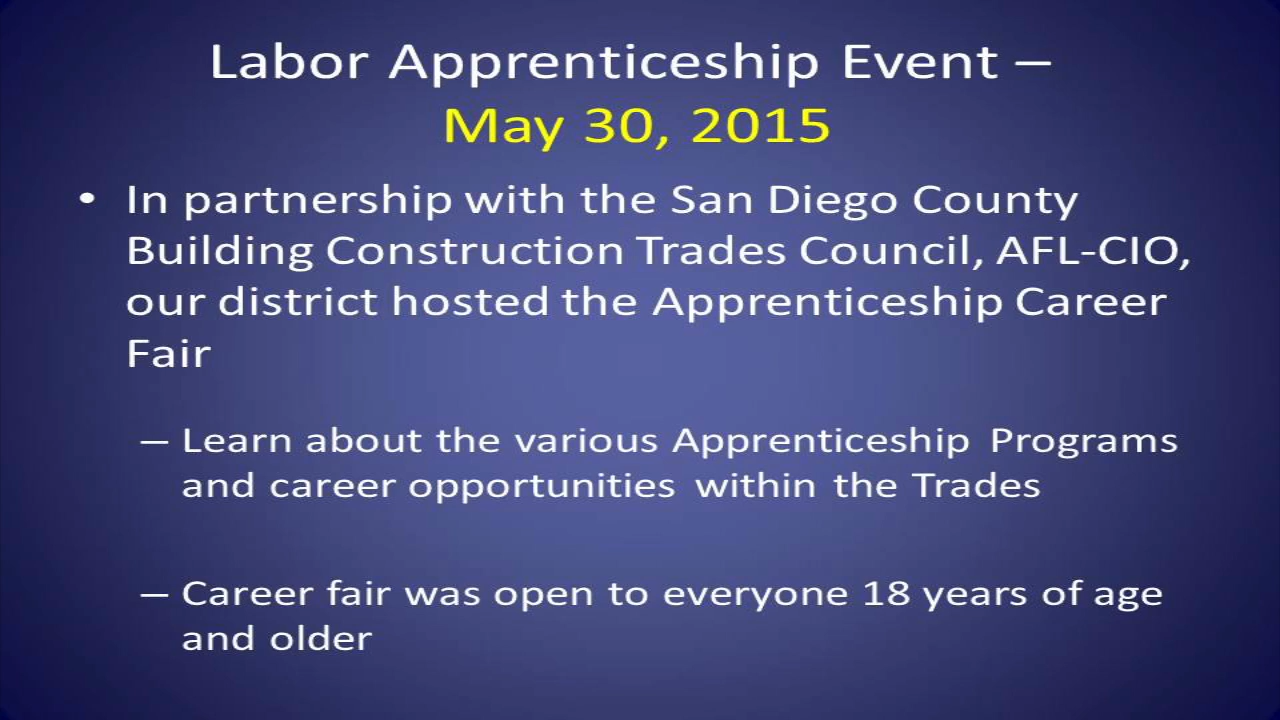 Labor Apprenticeship Event –
May 30, 2015
• In partnership with the San Diego County
Building Construction Trades Council, AFL-CIO,
our district hosted the Apprenticeship Career
Fair
– Learn about the various Apprenticeship Programs
and career opportunities within the Trades
– Career fair was open to everyone 18 years of age
and older